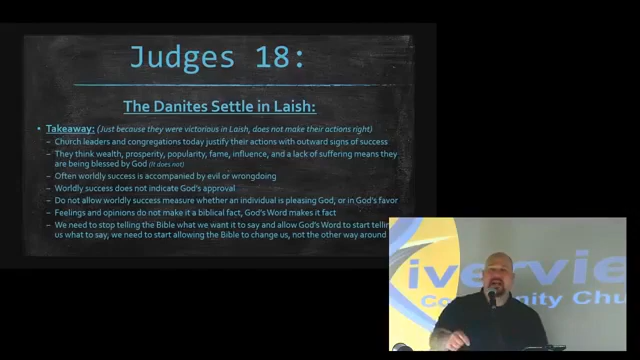 Judges 18:
The Danites Settle in Laish:
Takeaway: (Just because they were victorious in Laish, does not make their actions right)
– Church leaders and congregations today justify their actions with outward signs of success
– They think wealth, prosperity, popularity, fame, influence, and a lack of suffering means they
are being blessed by God (It does not)
– Often worldly success is accompanied by evil or wrongdoing
– Worldly success does not indicate God's approval
– Do not allow worldly success measure whether an individual is pleasing God, or in God's favor
– Feelings and opinions do not make it a biblical fact, God's Word makes it fact
– We need to stop telling the Bible what we want it to say and allow God's Word to start telling
us what to say, we need to start allowing the Bible to change us, not the other way around
iverview
Community Chu